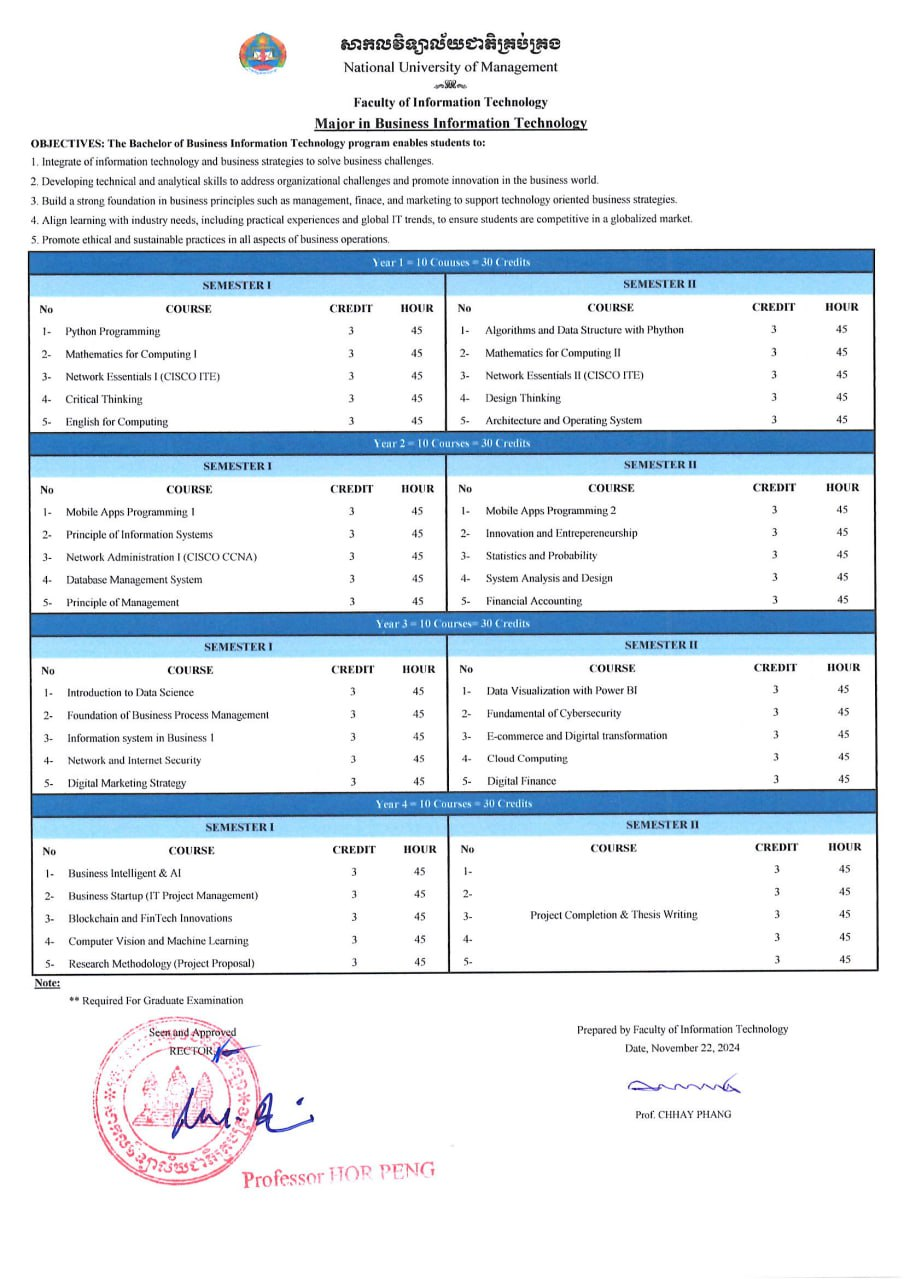 សាកលវិទ្យាល័យជាតិគ្រប់គ្រង
National University of Management
Faculty of Information Technology
Major in Business Information Technology
OBJECTIVES: The Bachelor of Business Information Technology program enables students to:
1. Integrate of information technology and business strategies to solve business challenges.
2. Developing technical and analytical skills to address organizational challenges and promote innovation in the business world.
3. Build a strong foundation in business principles such as management, finace, and marketing to support technology oriented business strategies.
4. Align learning with industry needs, including practical experiences and global IT trends, to ensure students are competitive in a globalized market.
5. Promote ethical and sustainable practices in all aspects of business operations.
Year 1 = 10 Couuses = 30 Credits
SEMESTER I SEMESTER II
No COURSE CREDIT HOUR No COURSE CREDIT HOUR
1- Python Programming 3 45 1- Algorithms and Data Structure with Phython 3 45
2- Mathematics for Computing I 3 45 2- Mathematics for Computing II 3 45
3- Network Essentials I (CISCO ITE) 3 45 3- Network Essentials II (CISCO ITE) 3 45
4- Critical Thinking 3 45 4- Design Thinking 3 45
5- English for Computing 3 45 5- Architecture and Operating System 3 45
Year 2 = 10 Courses = 30 Credits
SEMESTER I SEMESTER II
No COURSE CREDIT HOUR No COURSE CREDIT HOUR
1- Mobile Apps Programming 1 3 45 1- Mobile Apps Programming 2 3 45
2- Principle of Information Systems 3 45 2- Innovation and Entrepereneurship 3 45
3- Network Administration I (CISCO CCNA) 3 45 3- Statistics and Probability 3 45
4- Database Management System 3 45 4- System Analysis and Design 3 45
5- Principle of Management 3 45 5- Financial Accounting 3 45
Year 3 = 10 Courses= 30 Credits
SEMESTER I SEMESTER II
No COURSE CREDIT HOUR No COURSE CREDIT HOUR
1- Introduction to Data Science 3 45 1- Data Visualization with Power BI 3 45
2- Foundation of Business Process Management 3 45 2- Fundamental of Cybersecurity 3 45
3- Information system in Business 1 3 45 3- E-commerce and Digirtal transformation 3 45
4- Network and Internet Security 3 45 4- Cloud Computing 3 45
5- Digital Marketing Strategy 3 45 5- Digital Finance 3 45
Year 4 = 10 Courses = 30 Credits
SEMESTER I SEMESTER II
No COURSE CREDIT HOUR No COURSE CREDIT HOUR
1- Business Intelligent & AI 3 45 1- 3 45
2- Business Startup (IT Project Management) 3 45 2- 3 45
3- Blockchain and FinTech Innovations 3 45 3- Project Completion & Thesis Writing 3 45
4- Computer Vision and Machine Learning 3 45 4- 3 45
5- Research Methodology (Project Proposal) 3 45 5- 3 45
Note:
** Required For Graduate Examination
Seen and Approved
RECTOR
Prepared by Faculty of Information Technology
Date, November 22, 2024
Prof. CHHAY PHANG
សាកលវិទ្យាល័យជាតិគ្រប់គ្រង
Professor HOR PENG